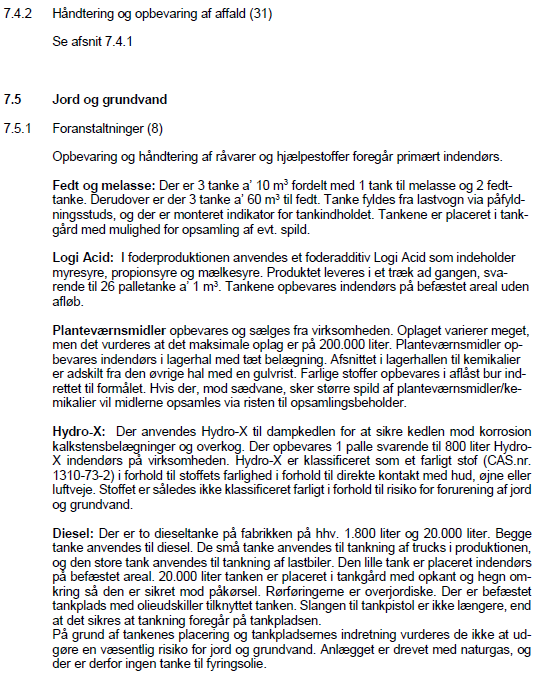 7.4.2 Håndtering og opbevaring af affald (31)
Se afsnit 7.4.1
7.5 Jord og grundvand
7.5.1 Foranstaltninger (8)
Opbevaring og håndtering af råvarer og hjælpestoffer foregår primært indendørs.
Fedt og melasse: Der er 3 tanke a' 10 m³ fordelt med 1 tank til melasse og 2 fedt-
tanke. Derudover er der 3 tanke a' 60 m³ til fedt. Tanke fyldes fra lastvogn via påfyld-
ningsstuds, og der er monteret indikator for tankindholdet. Tankene er placeret i tank-
gård med mulighed for opsamling af evt. spild.
Logi Acid: I foderproduktionen anvendes et foderadditiv Logi Acid som indeholder
myresyre, propionsyre og mælkesyre. Produktet leveres i et træk ad gangen, sva-
rende til 26 palletanke a' 1 m³. Tankene opbevares indendørs på befæstet areal uden
afløb.
Planteværnsmidler opbevares og sælges fra virksomheden. Oplaget varierer meget,
men det vurderes at det maksimale oplag er på 200.000 liter. Planteværnsmidler op-
bevares indendørs i lagerhal med tæt belægning. Afsnittet i lagerhallen til kemikalier
er adskilt fra den øvrige hal med en gulvrist. Farlige stoffer opbevares i aflåst bur ind-
rettet til formålet. Hvis der, mod sædvane, sker større spild af planteværnsmidler/ke-
mikalier vil midlerne opsamles via risten til opsamlingsbeholder.
Hydro-X: Der anvendes Hydro-X til dampkedlen for at sikre kedlen mod korrosion
kalkstensbelægninger og overkog. Der opbevares 1 palle svarende til 800 liter Hydro-
X indendørs på virksomheden. Hydro-X er klassificeret som et farligt stof (CAS.nr.
1310-73-2) i forhold til stoffets farlighed i forhold til direkte kontakt med hud, øjne eller
luftveje. Stoffet er således ikke klassificeret farligt i forhold til risiko for forurening af jord
og grundvand.
Diesel: Der er to dieseltanke på fabrikken på hhv. 1.800 liter og 20.000 liter. Begge
tanke anvendes til diesel. De små tanke anvendes til tankning af trucks i produktionen,
og den store tank anvendes til tankning af lastbiler. Den lille tank er placeret indendørs
på befæstet areal. 20.000 liter tanken er placeret i tankgård med opkant og hegn om-
kring så den er sikret mod påkørsel. Rørføringerne er overjordiske. Der er befæstet
tankplads med olieudskiller tilknyttet tanken. Slangen til tankpistol er ikke længere, end
at det sikres at tankning foregår på tankpladsen.
På grund af tankenes placering og tankpladsernes indretning vurderes de ikke at ud-
gøre en væsentlig risiko for jord og grundvand. Anlægget er drevet med naturgas, og
der er derfor ingen tanke til fyringsolie.